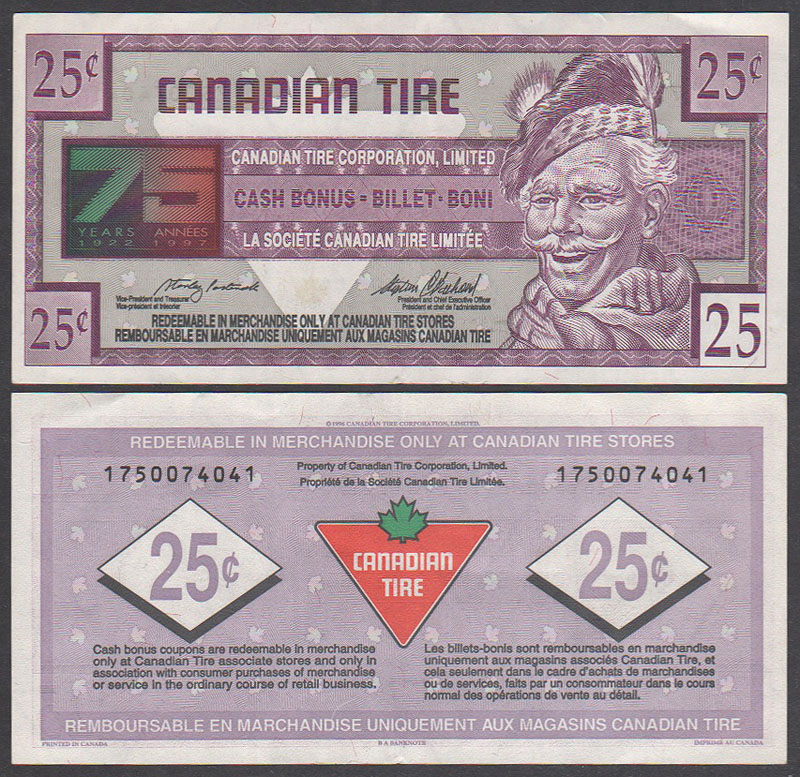 25¢
25¢
CANADIAN TIRE
CANADIAN TIRE CORPORATION, LIMITED
75
CASH BONUS - BILLET - BONI
YEARS ANNÉES
1922 1997
LA SOCIÉTÉ CANADIAN TIRE LIMITÉE
Vice-President and Treasurer
Vice-président et trésorier
President and Chief Executive Officer
Président et chef de l'administration
25¢
REDEEMABLE IN MERCHANDISE ONLY AT CANADIAN TIRE STORES
REMBOURSABLE EN MARCHANDISE UNIQUEMENT AUX MAGASINS CANADIAN TIRE
25
© 1996 CANADIAN TIRE CORPORATION, LIMITED.
REDEEMABLE IN MERCHANDISE ONLY AT CANADIAN TIRE STORES
1750074041
Property of Canadian Tire Corporation, Limited.
Propriété de la Société Canadian Tire Limitée.
1750074041
25¢
CANADIAN
TIRE
25¢
Cash bonus coupons are redeemable in merchandise
only at Canadian Tire associate stores and only in
association with consumer purchases of merchandise
or service in the ordinary course of retail business.
Les billets-bonis sont remboursables en marchandise
uniquement aux magasins associés Canadian Tire, et
cela seulement dans le cadre d'achats de marchandises
ou de services, faits par un consommateur dans le cours
normal des opérations de vente au détail.
REMBOURSABLE EN MARCHANDISE UNIQUEMENT AUX MAGASINS CANADIAN TIRE
PRINTED IN CANADA
B A BANKNOTE
IMPRIMÉ AU CANADA